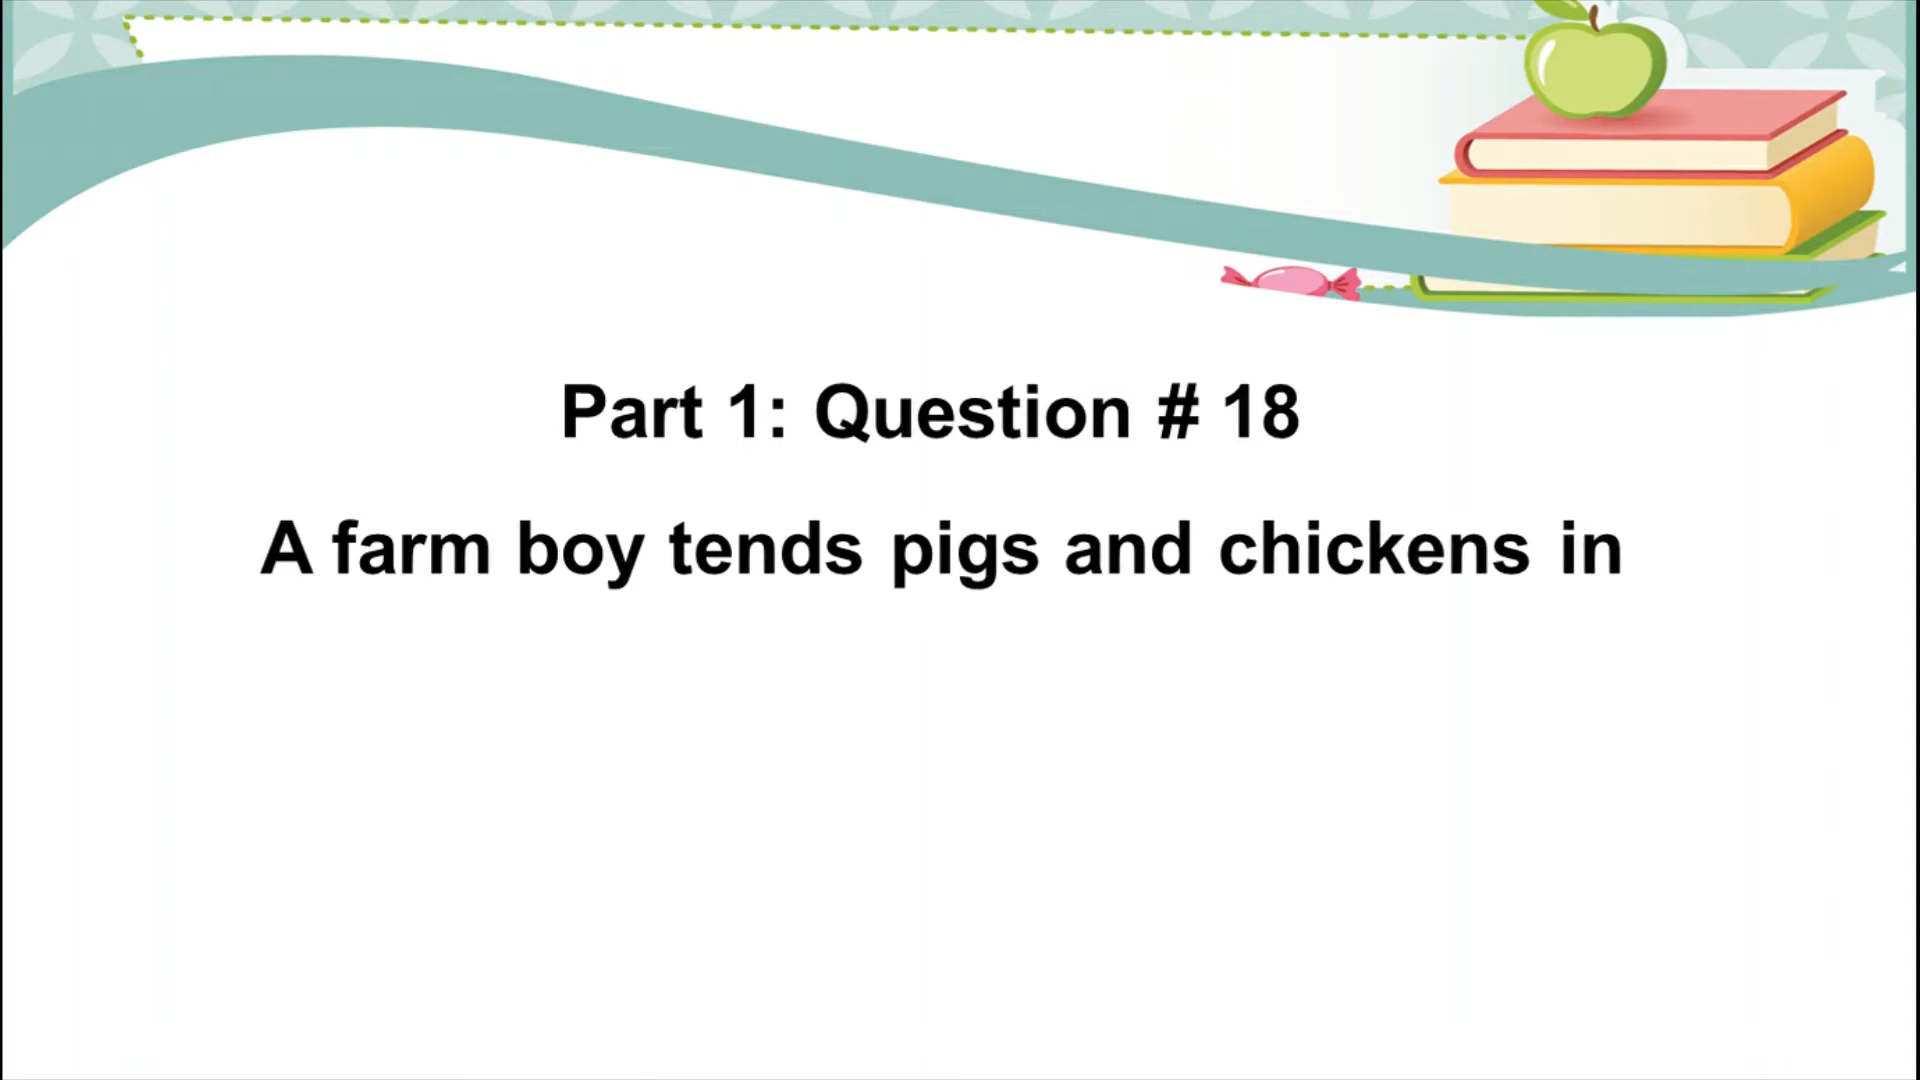 Part 1: Question # 18
A farm boy tends pigs and chickens in